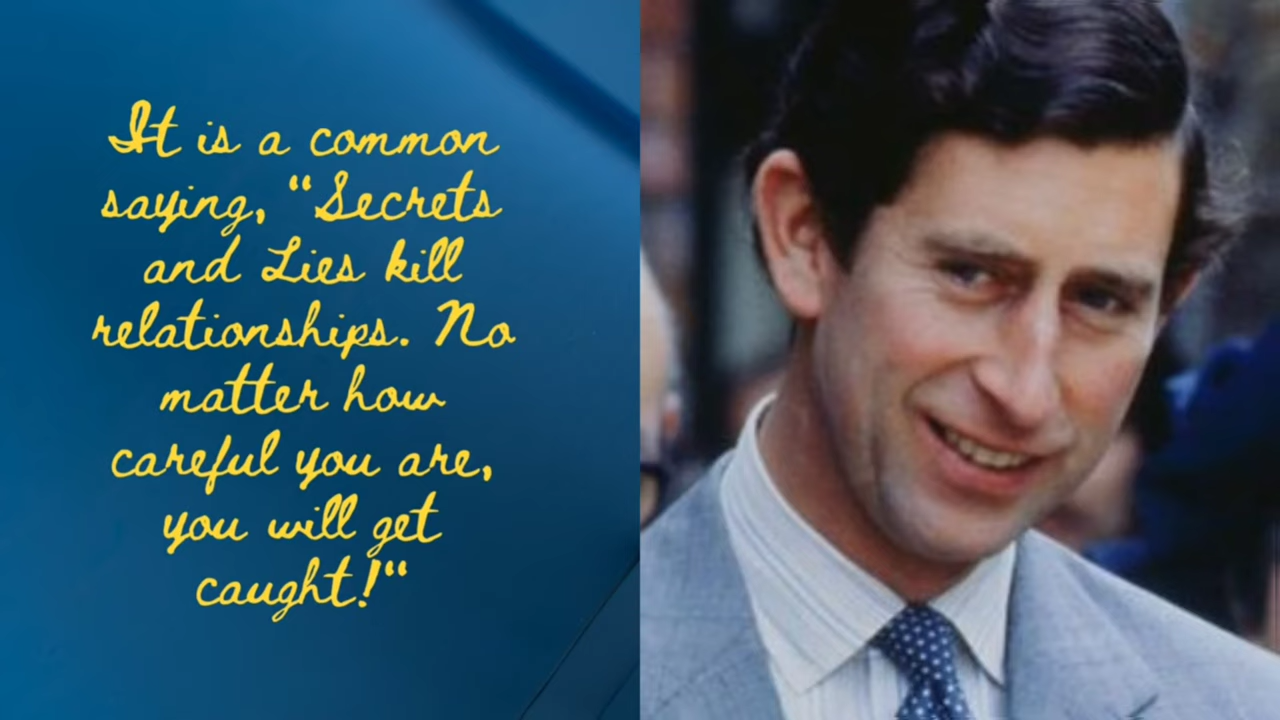 It is a common
saying, “Secrets
and Lies kill
relationships. No
matter how
careful you are,
you will get
caught!“